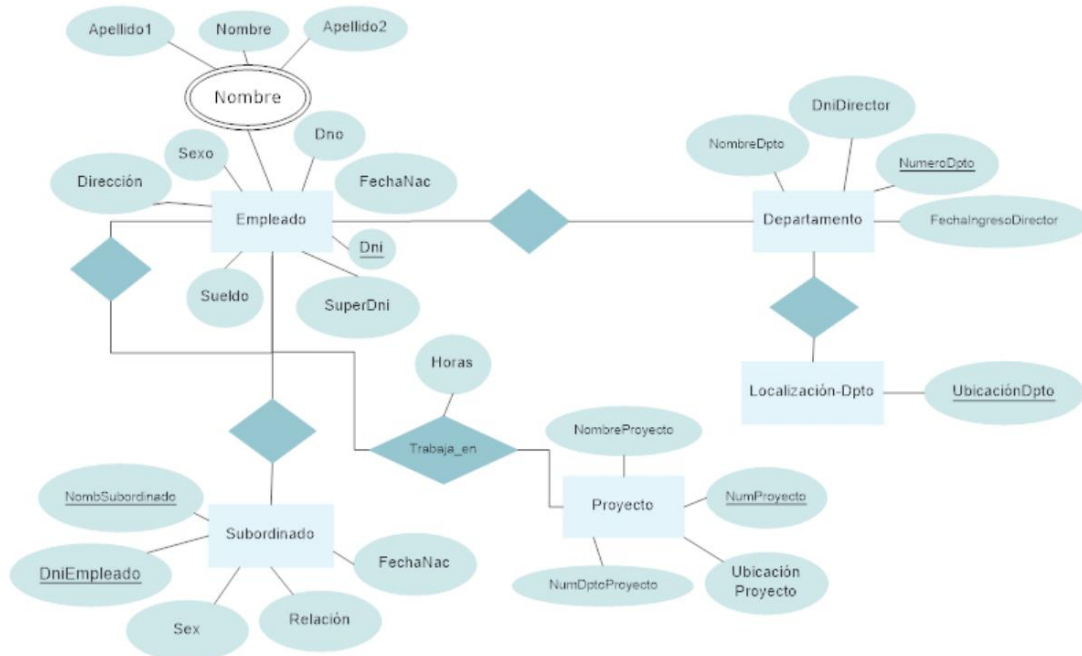 Apellido1
Nombre
Apellido2
Nombre
Dno
Sexo
Dirección
FechaNac
Empleado
Dni
Sueldo
SuperDni
DniDirector
NombreDpto
NumeroDpto
Departamento
FechaIngresoDirector
Localización-Dpto
UbicaciónDpto
Horas
Trabaja_en
NombreProyecto
NumProyecto
Proyecto
NumDptoProyecto
Ubicación
Proyecto
NombSubordinado
Subordinado
DniEmpleado
FechaNac
Sex
Relación